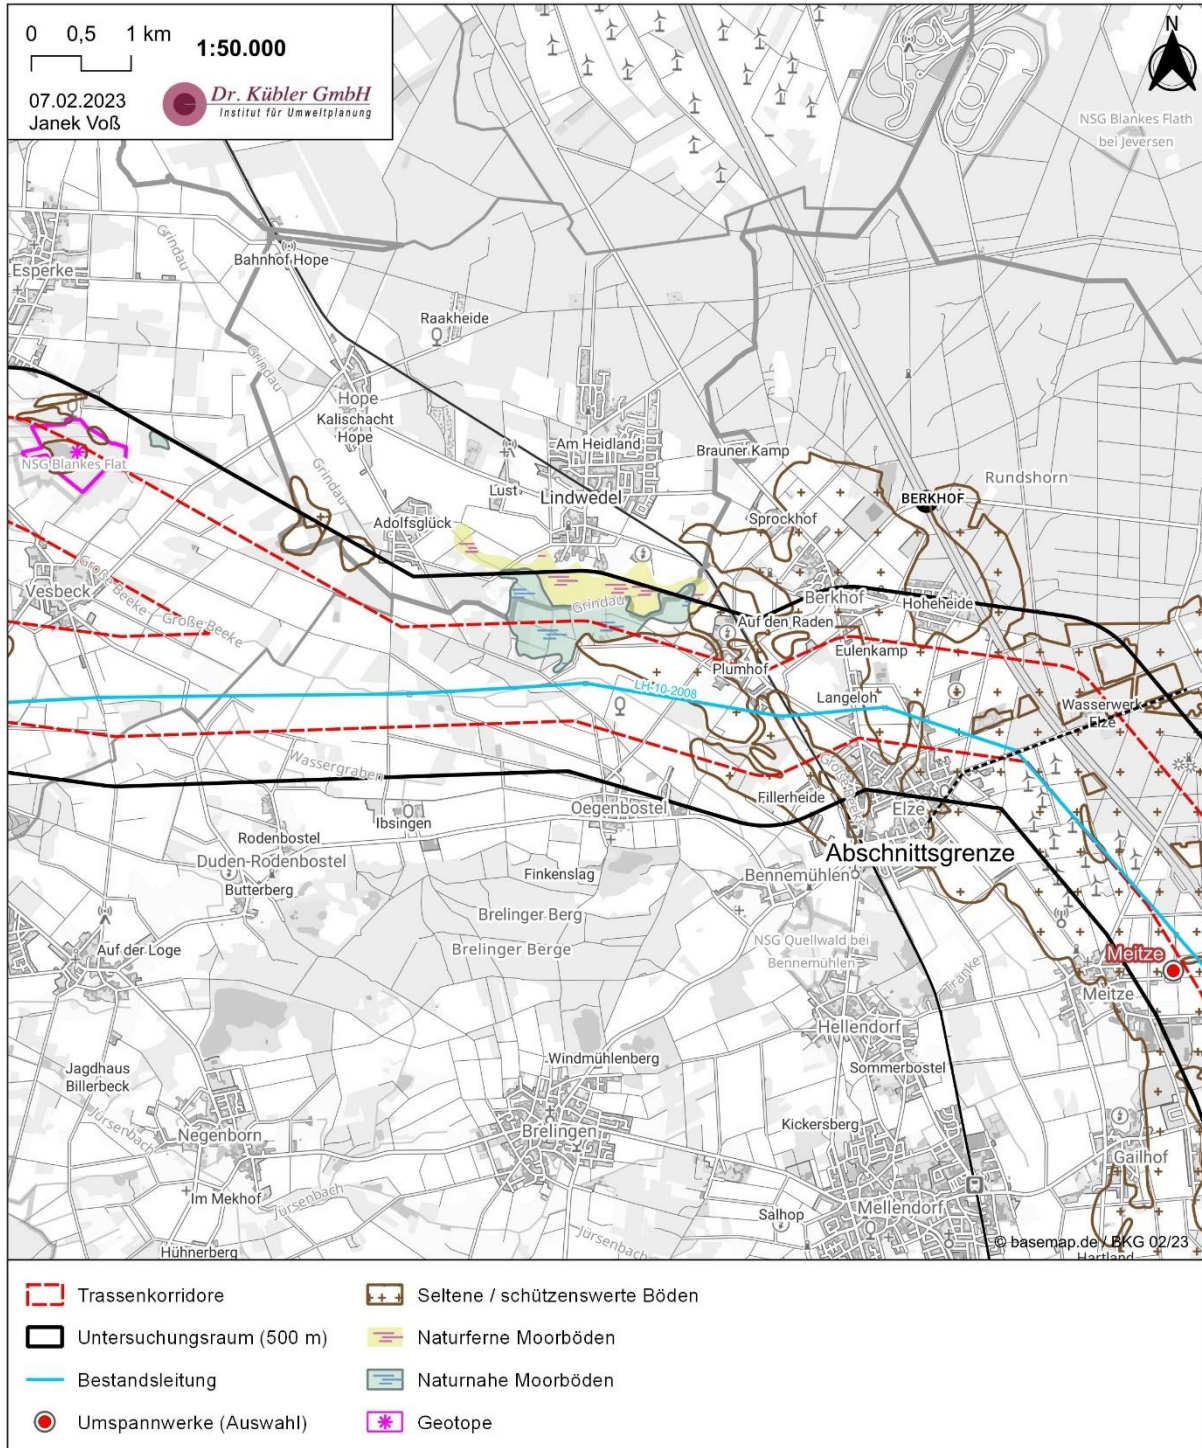 0 0,5 1 km
1:50.000
07.02.2023
Janek Voß
Dr. Kübler GmbH
Institut für Umweltplanung
N
NSG Blankes Flath
bei Jeversen
Grindau
Esperke
Bahnhof Hope
Raakheide
Grindau
Hope
Kalischacht
Hope
Am Heidland
Brauner Kamp
NSG Blankes Flat
Grindau
Rundshorn
Lust
Lindwedel
BERKHOF
Adolfsglück
Sprockhof
Vesbeck
Große Beeke
Große Beeke
Grindau
Berkhof
Hoheheide
Auf den Raden
Eulenkamp
Plumhof
LH-10-2008
Langeloh
Wasserwerk
Elze
Wassergraben
Fillerheide
Oegenbostel
Elze
Ibsingen
Rodenbostel
Duden-Rodenbostel
Abschnittsgrenze
Butterberg
Finkenslag
Bennemühlen
Brelinger Berg
Auf der Loge
Brelinger Berge
NSG Quellwald bei
Bennemühlen
Meitze
Meitze
Hellendorf
Windmühlenberg
Sommerbostel
Jagdhaus
Billerbeck
Jürsenbach
Negenborn
Brelingen
Kickersberg
Gailhof
Im Mekhof
Jürsenbach
Mellendorf
Salhop
Hühnerberg
Jürsenbach
© basemap.de / BKG 02/23
Trassenkorridore
Seltene / schützenswerte Böden
Untersuchungsraum (500 m)
Naturferne Moorböden
Bestandsleitung
Naturnahe Moorböden
Umspannwerke (Auswahl)
Geotope